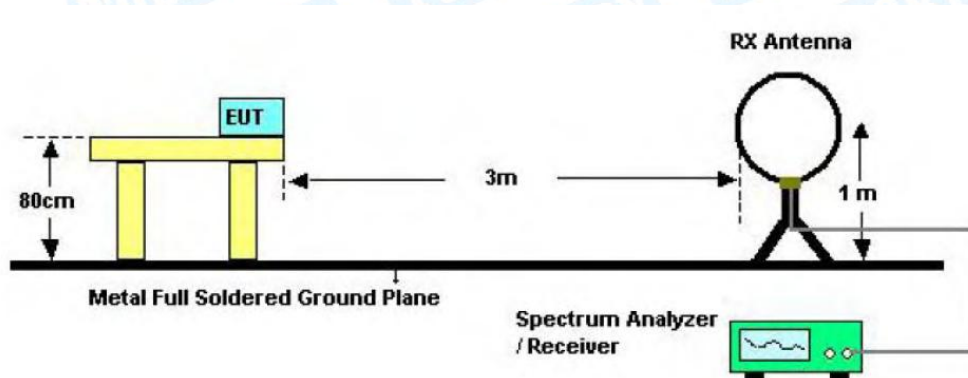 RX Antenna
EUT
80cm
3m
1 m
Metal Full Soldered Ground Plane
Spectrum Analyzer
/ Receiver